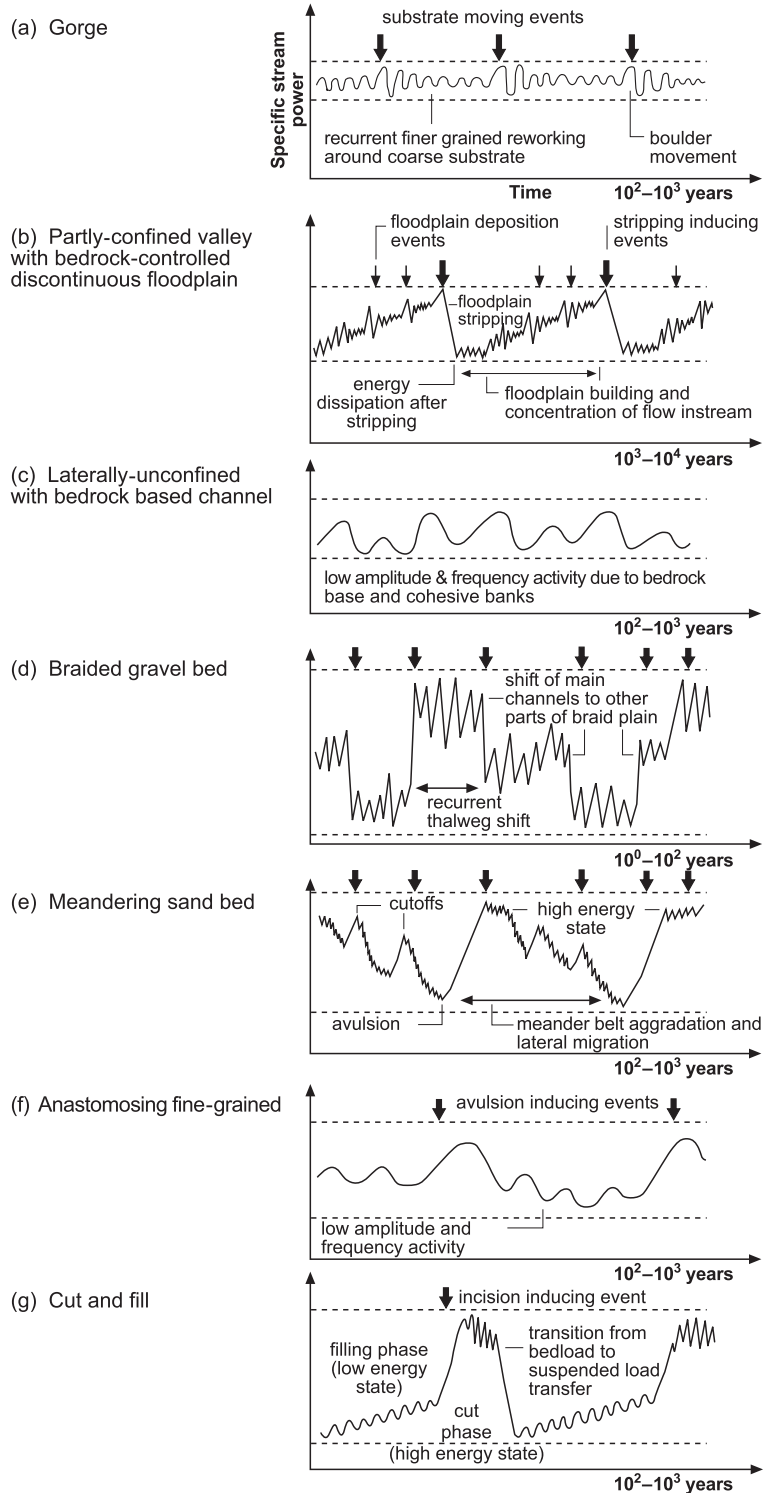 (a) Gorge
substrate moving events
Specific stream
power
recurrent finer grained reworking
around coarse substrate
boulder
movement
Time
10²–10³ years
(b) Partly-confined valley
with bedrock-controlled
discontinuous floodplain
floodplain deposition
events
stripping inducing
events
floodplain
stripping
energy
dissipation after
stripping
floodplain building and
concentration of flow instream
10³–10⁴ years
(c) Laterally-unconfined
with bedrock based channel
low amplitude & frequency activity due to bedrock
base and cohesive banks
10²–10³ years
(d) Braided gravel bed
shift of main
channels to other
parts of braid plain
recurrent
thalweg shift
10⁰–10² years
(e) Meandering sand bed
cutoffs
high energy
state
avulsion
meander belt aggradation and
lateral migration
10²–10³ years
(f) Anastomosing fine-grained
avulsion inducing events
low amplitude and
frequency activity
10²–10³ years
(g) Cut and fill
incision inducing event
filling phase
(low energy
state)
transition from
bedload to
suspended load
transfer
cut
phase
(high energy state)
10²–10³ years